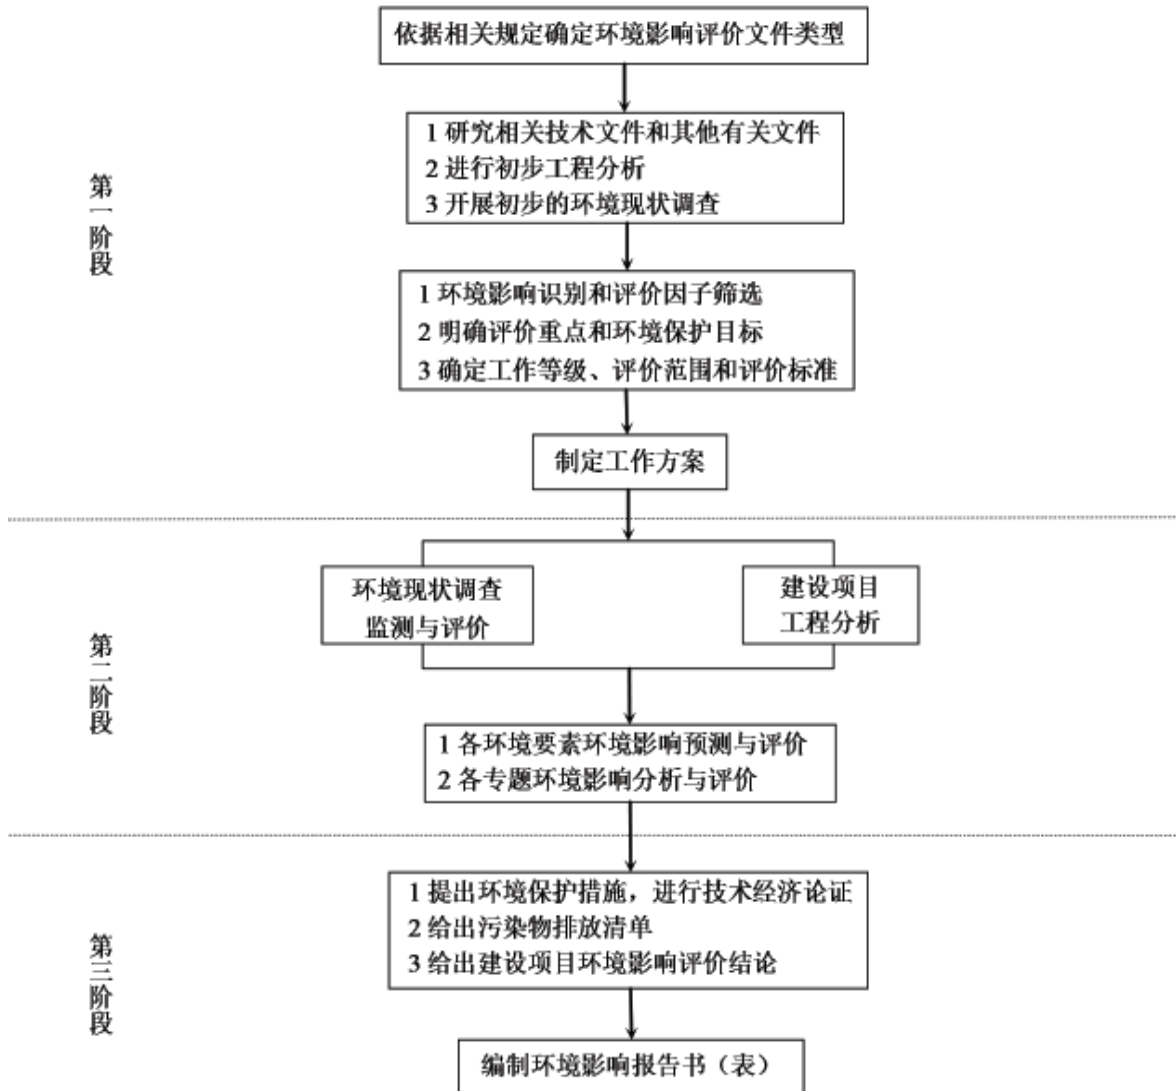 依据相关规定确定环境影响评价文件类型
1 研究相关技术文件和其他有关文件
2 进行初步工程分析
3 开展初步的环境现状调查
第一阶段
1 环境影响识别和评价因子筛选
2 明确评价重点和环境保护目标
3 确定工作等级、评价范围和评价标准
制定工作方案
环境现状调查
监测与评价
建设项目
工程分析
第二阶段
1 各环境要素环境影响预测与评价
2 各专题环境影响分析与评价
第三阶段
1 提出环境保护措施，进行技术经济论证
2 给出污染物排放清单
3 给出建设项目环境影响评价结论
编制环境影响报告书（表）